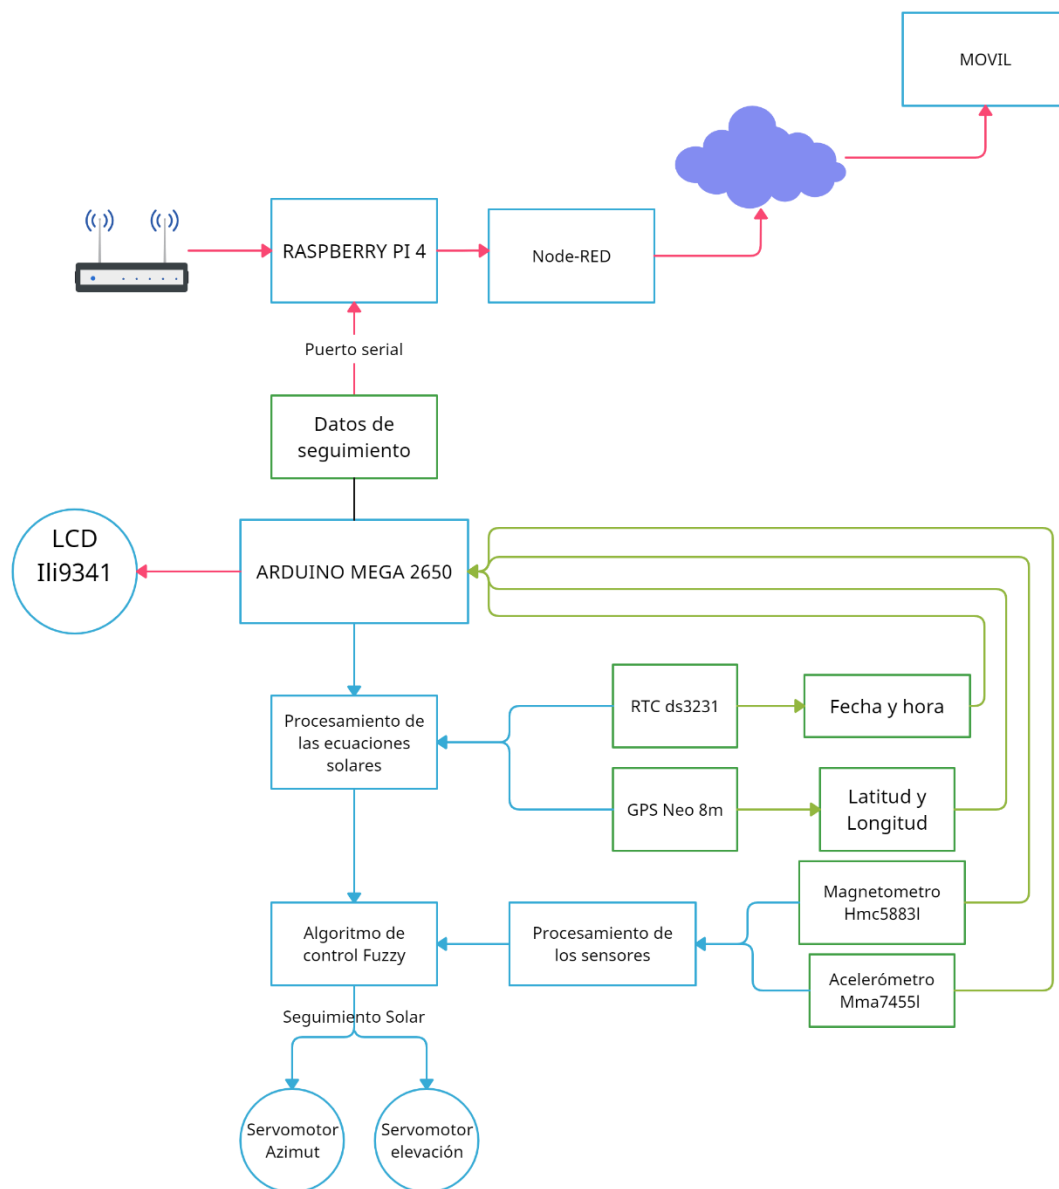 MOVIL
RASPBERRY PI 4
Node-RED
Puerto serial
Datos de
seguimiento
LCD
Ili9341
ARDUINO MEGA 2650
Procesamiento de
las ecuaciones
solares
RTC ds3231
Fecha y hora
GPS Neo 8m
Latitud y
Longitud
Algoritmo de
control Fuzzy
Procesamiento de
los sensores
Magnetometro
Hmc5883l
Acelerómetro
Mma7455l
Seguimiento Solar
Servomotor
Azimut
Servomotor
elevación